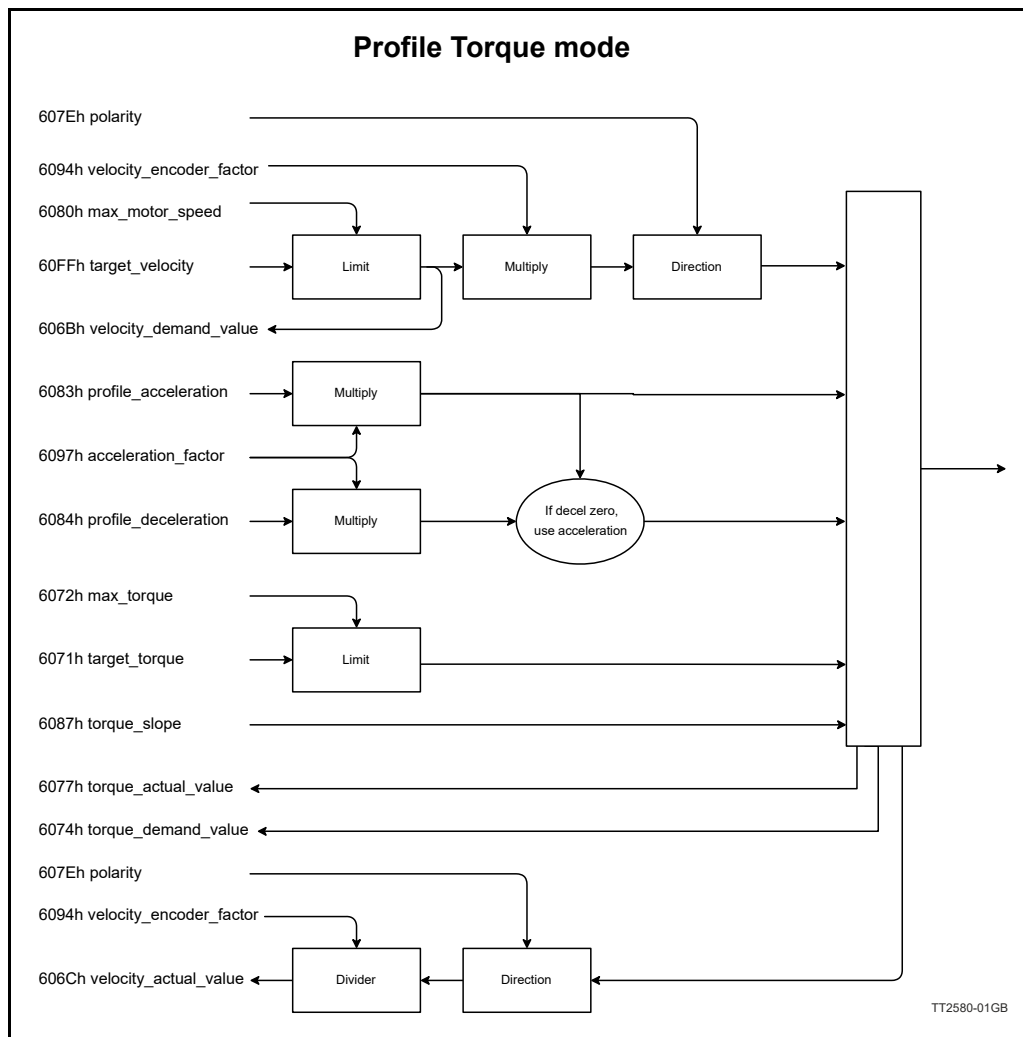 Profile Torque mode
607Eh polarity
6094h velocity_encoder_factor
6080h max_motor_speed
60FFh target_velocity
Limit
Multiply
Direction
606Bh velocity_demand_value
6083h profile_acceleration
Multiply
6097h acceleration_factor
6084h profile_deceleration
Multiply
If decel zero,
use acceleration
6072h max_torque
6071h target_torque
Limit
6087h torque_slope
6077h torque_actual_value
6074h torque_demand_value
607Eh polarity
6094h velocity_encoder_factor
606Ch velocity_actual_value
Divider
Direction
TT2580-01GB